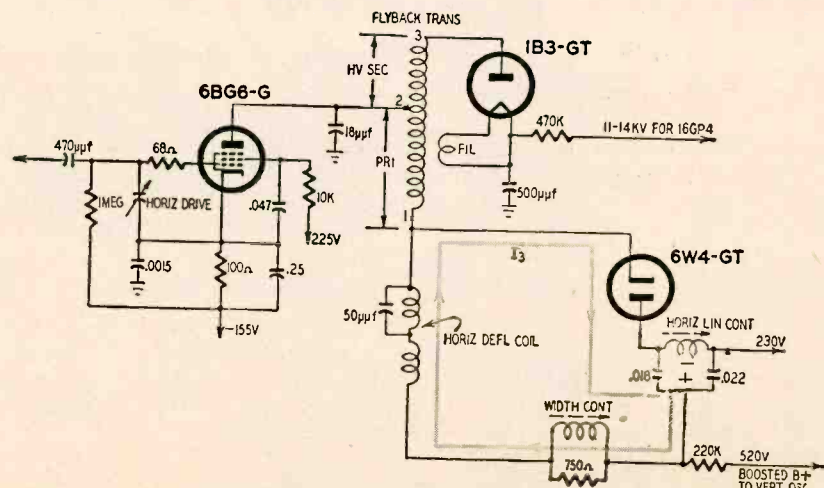 FLYBACK TRANS
3
1B3-GT
HV SEC
6BG6-G
2
470K
11-14KV FOR 16GP4
470µµf
68Ω
18µµf
FIL
PRI
1MEG
HORIZ DRIVE
.047
10K
500µµf
225V
1
6W4-GT
.0015
100Ω
.25
I3
50µµf
HORIZ DEFL COIL
HORIZ LIN CONT
-155V
230V
-
+
.018
.022
WIDTH CONT
220K
520V
750Ω
BOOSTED B+
TO VERT. OSC